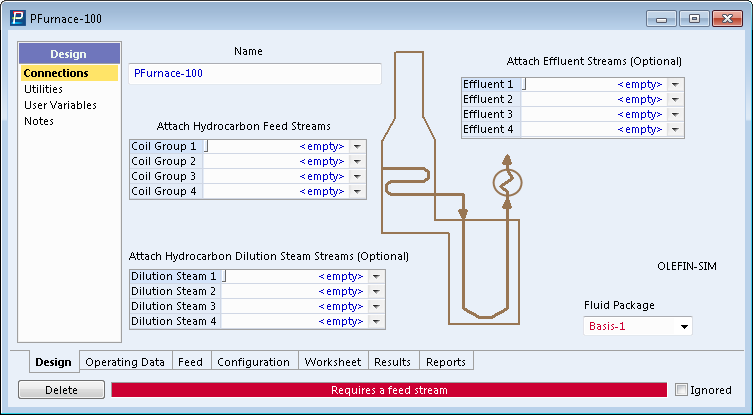 PFurnace-100
Design
Connections
Utilities
User Variables
Notes
Name
PFurnace-100
Attach Effluent Streams (Optional)
Effluent 1 <empty>
Effluent 2 <empty>
Effluent 3 <empty>
Effluent 4 <empty>
Attach Hydrocarbon Feed Streams
Coil Group 1 <empty>
Coil Group 2 <empty>
Coil Group 3 <empty>
Coil Group 4 <empty>
Attach Hydrocarbon Dilution Steam Streams (Optional)
Dilution Steam 1 <empty>
Dilution Steam 2 <empty>
Dilution Steam 3 <empty>
Dilution Steam 4 <empty>
OLEFIN-SIM
Fluid Package
Basis-1
Design Operating Data Feed Configuration Worksheet Results Reports
Delete Requires a feed stream Ignored